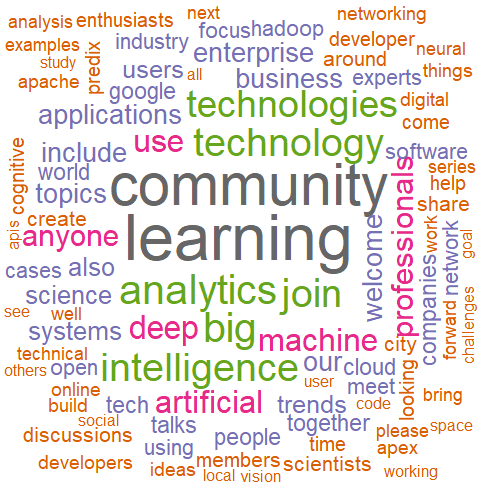 analysis enthusiasts next networking
examples industry focus hadoop developer neural
study predix users all enterprise around things
apache google business experts
applications technologies digital
use technology come
cognitive include software
world community professionals series
topics help
create share
apis anyone learning welcome work
cases also companies network goal
science analytics join
see well forward challenges
systems deep big machine city
technical intelligence our cloud
others open user meet looking
online artificial trends code bring
build tech
social talks together please space
discussions using people time apex
developers ideas members scientists
local vision working